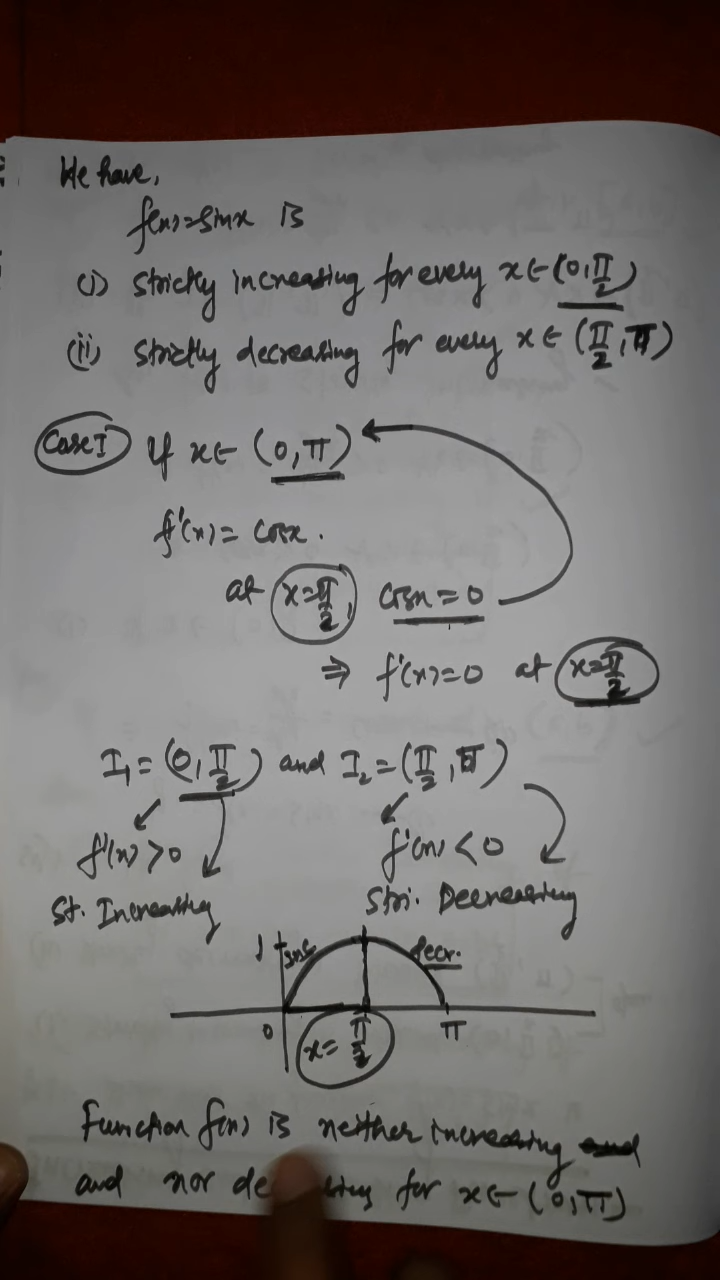 We have,
f(x)=sinx is
(i) strictly increasing for every x∈(0,π/2)
(ii) strictly decreasing for every x∈(π/2,π)
Case I If x∈(0,π)
f'(x)=cosx.
at x=π/2, cosx=0
⇒ f'(x)=0 at x=π/2
I₁=(0,π/2) and I₂=(π/2,π)
f'(x)>0 f'(x)<0
St. Increasing Stri. Decreasing
1 Inc decr.
0 x=π/2 π
Function f(x) is neither increasing
and nor for x∈(0,π)